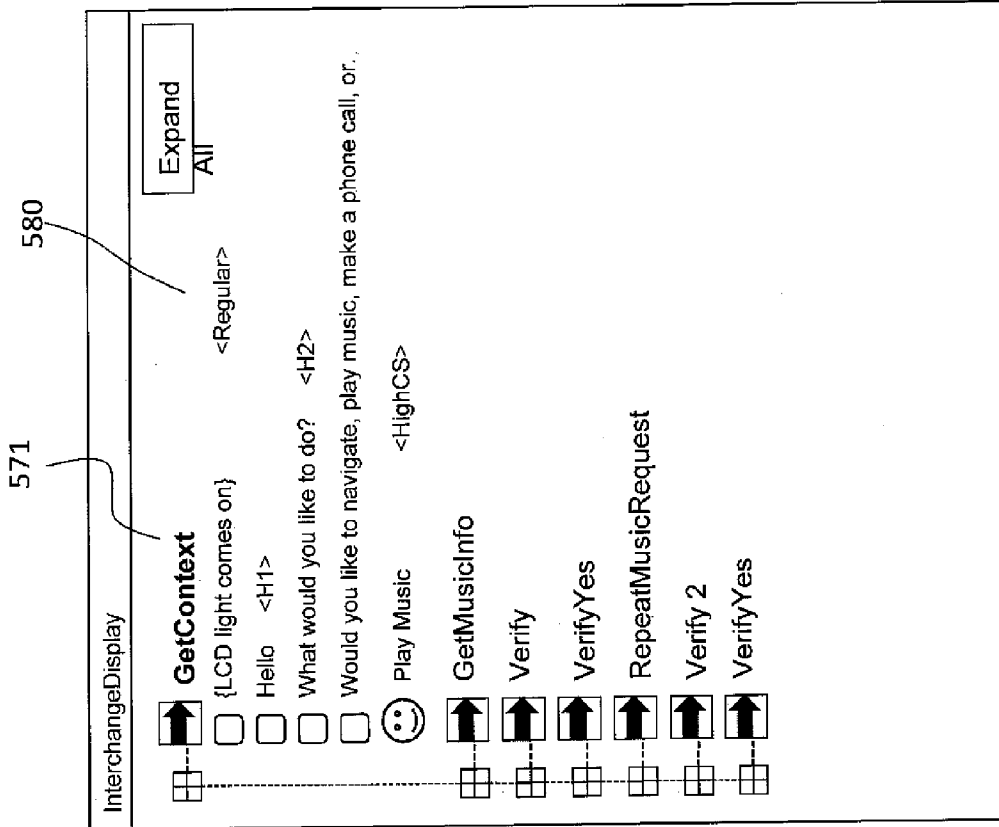 571
580
InterchangeDisplay
Expand
All
GetContext
{LCD light comes on} <Regular>
Hello <H1>
What would you like to do? <H2>
Would you like to navigate, play music, make a phone call, or..
Play Music <HighCS>
GetMusicInfo
Verify
VerifyYes
RepeatMusicRequest
Verify 2
VerifyYes